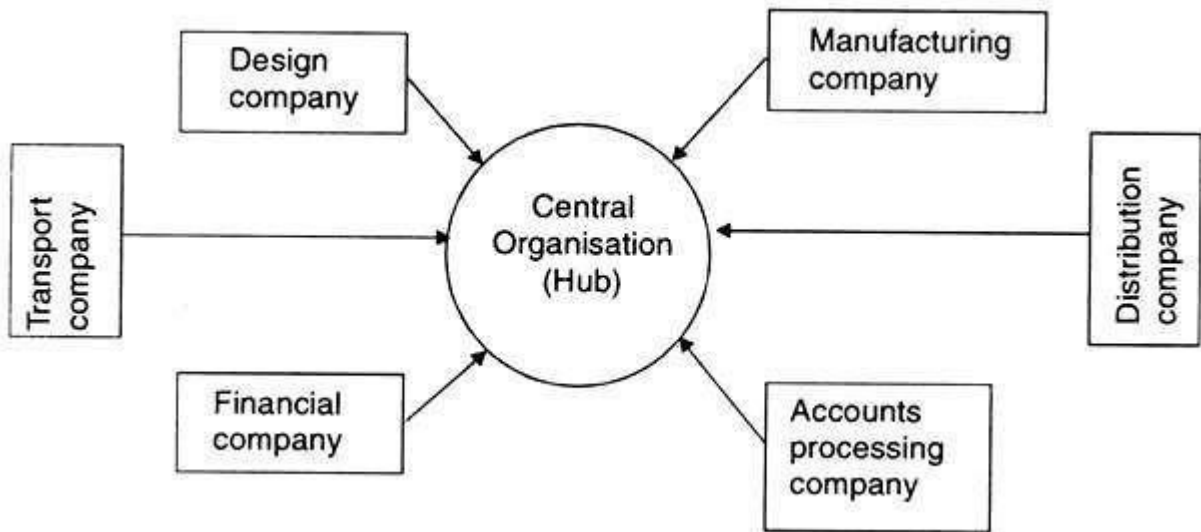 Design
company
Manufacturing
company
Transport
company
Central
Organisation
(Hub)
Distribution
company
Financial
company
Accounts
processing
company